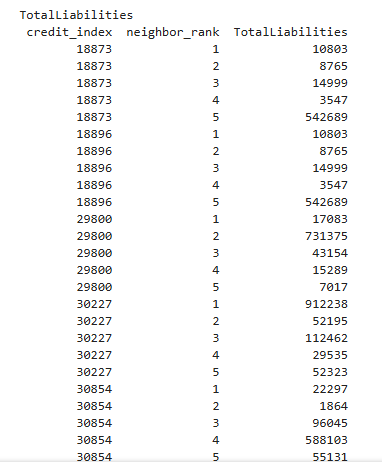 TotalLiabilities
credit_index neighbor_rank TotalLiabilities
18873 1 10803
18873 2 8765
18873 3 14999
18873 4 3547
18873 5 542689
18896 1 10803
18896 2 8765
18896 3 14999
18896 4 3547
18896 5 542689
29800 1 17083
29800 2 731375
29800 3 43154
29800 4 15289
29800 5 7017
30227 1 912238
30227 2 52195
30227 3 112462
30227 4 29535
30227 5 52323
30854 1 22297
30854 2 1864
30854 3 96045
30854 4 588103
30854 5 55131